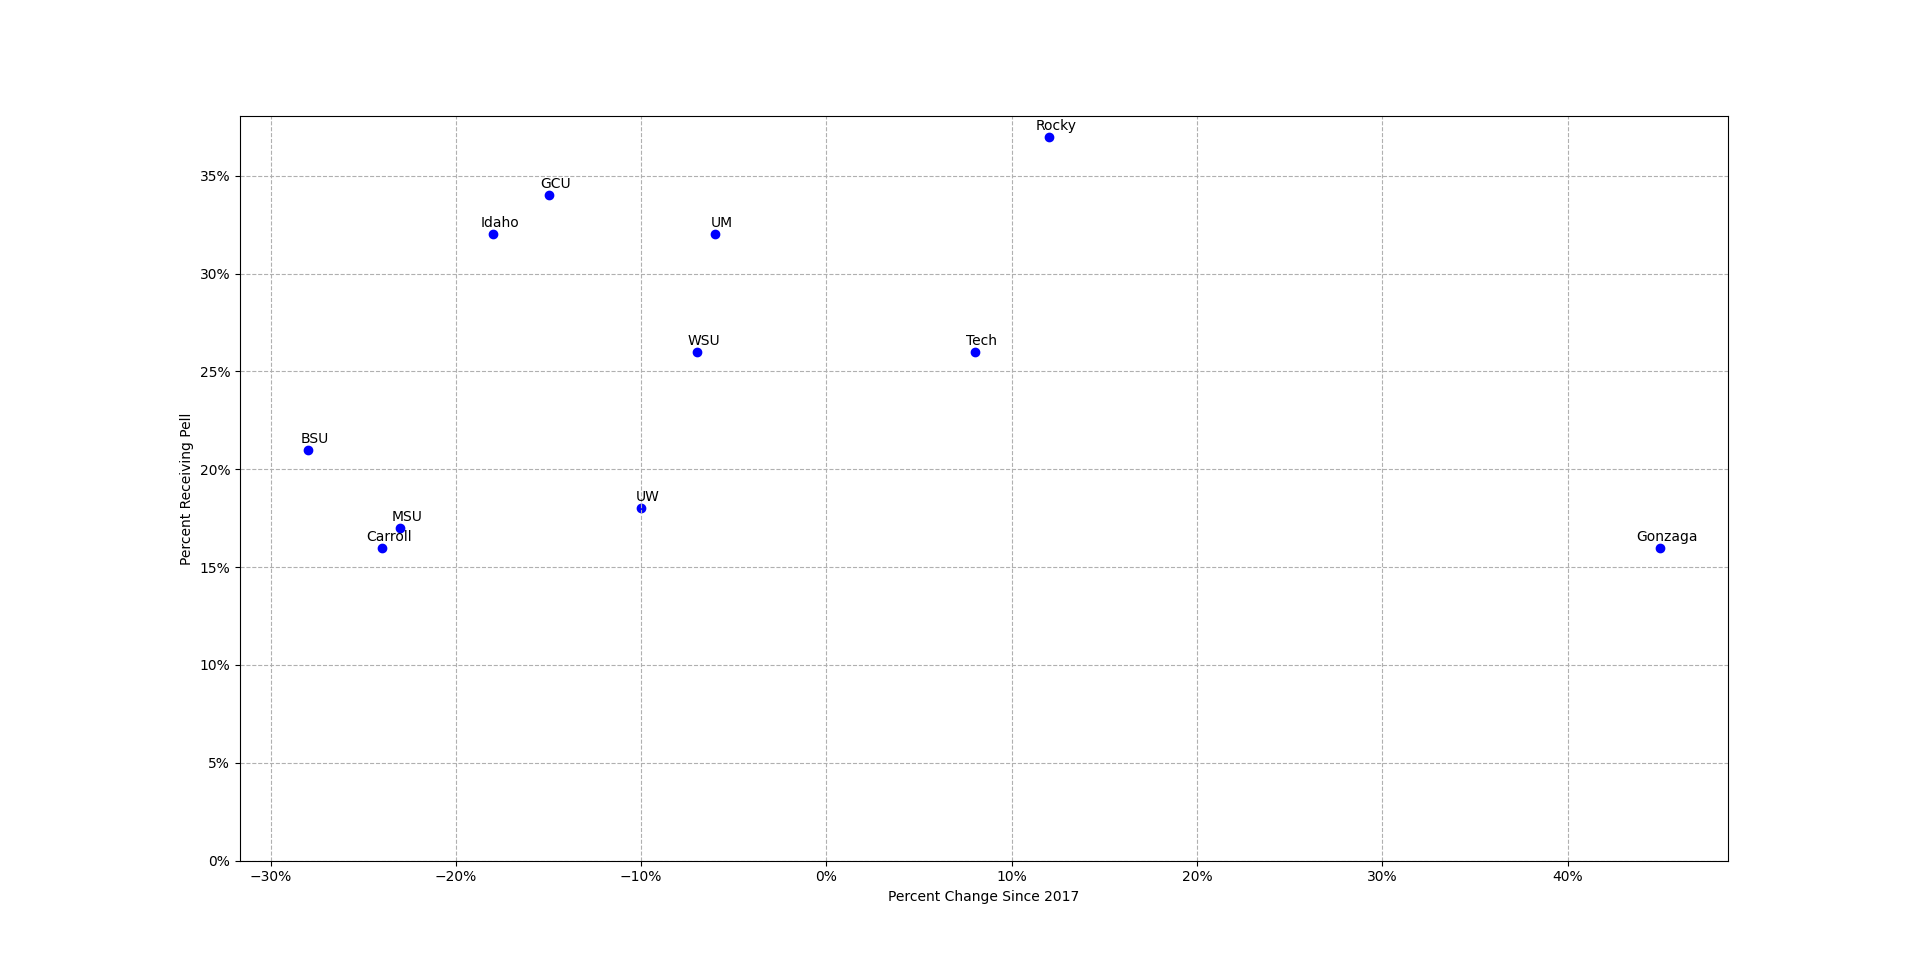 Rocky
35%
GCU
Idaho
UM
30%
WSU
Tech
25%
BSU
20%
UW
MSU
Carroll
Gonzaga
15%
10%
5%
0%
−30%
−20%
−10%
0%
10%
20%
30%
40%
Percent Receiving Pell
Percent Change Since 2017